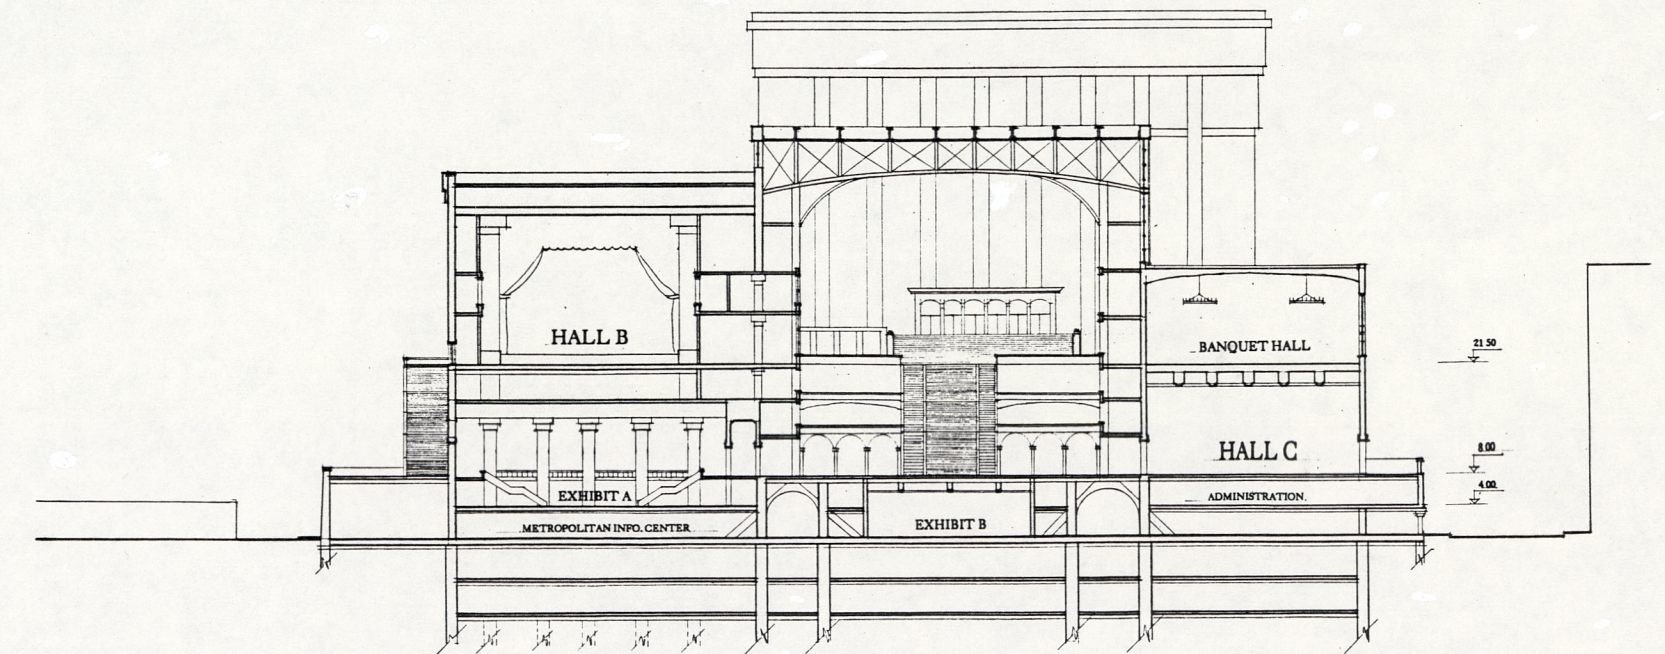 HALL B
BANQUET HALL
21 50
HALL C
8.00
4.00
EXHIBIT A
ADMINISTRATION.
METROPOLITAN INFO. CENTER
EXHIBIT B